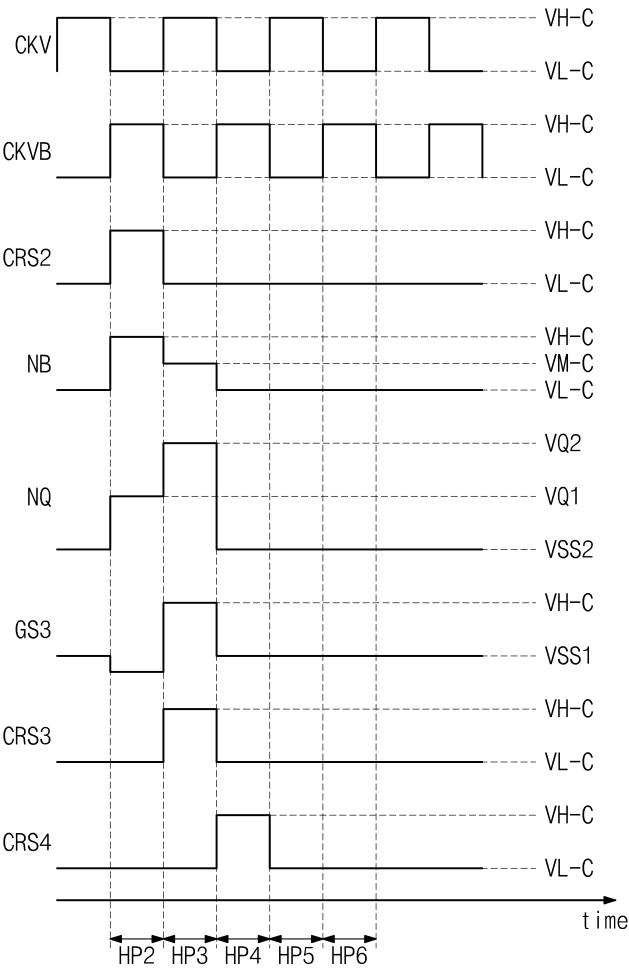 CKV
VH-C
VL-C
CKVB
VH-C
VL-C
CRS2
VH-C
VL-C
NB
VH-C
VM-C
VL-C
NQ
VQ2
VQ1
VSS2
GS3
VH-C
VSS1
CRS3
VH-C
VL-C
CRS4
VH-C
VL-C
time
HP2 HP3 HP4 HP5 HP6